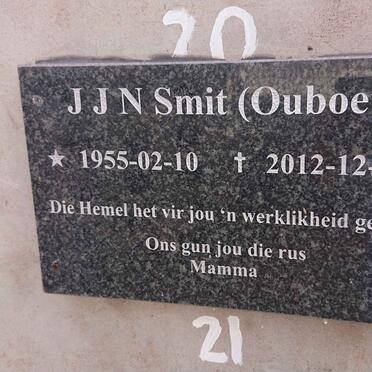 20
J J N Smit (Ouboe
★ 1955-02-10 † 2012-12-
Die Hemel het vir jou 'n werklikheid ge
Ons gun jou die rus
Mamma
21